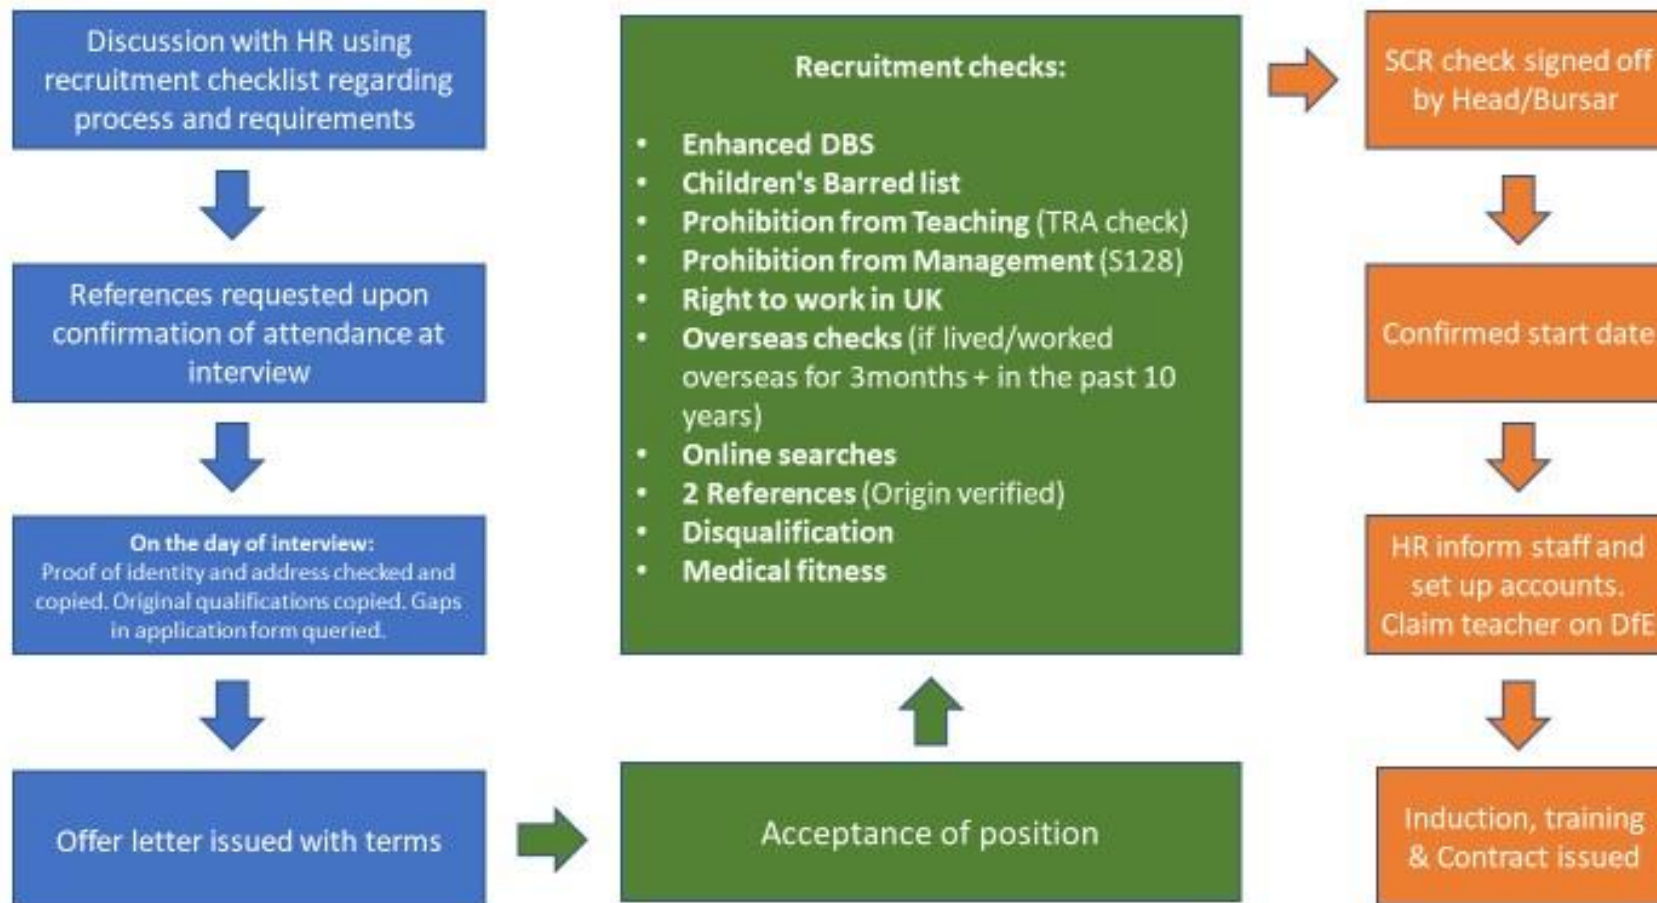 Discussion with HR using
recruitment checklist regarding
process and requirements
References requested upon
confirmation of attendance at
interview
On the day of interview:
Proof of identity and address checked and
copied. Original qualifications copied. Gaps
in application form queried.
Offer letter issued with terms
Acceptance of position
Recruitment checks:
• Enhanced DBS
• Children's Barred list
• Prohibition from Teaching (TRA check)
• Prohibition from Management (S128)
• Right to work in UK
• Overseas checks (if lived/worked
overseas for 3months + in the past 10
years)
• Online searches
• 2 References (Origin verified)
• Disqualification
• Medical fitness
SCR check signed off
by Head/Bursar
Confirmed start date
HR inform staff and
set up accounts.
Claim teacher on DfE
Induction, training
& Contract issued